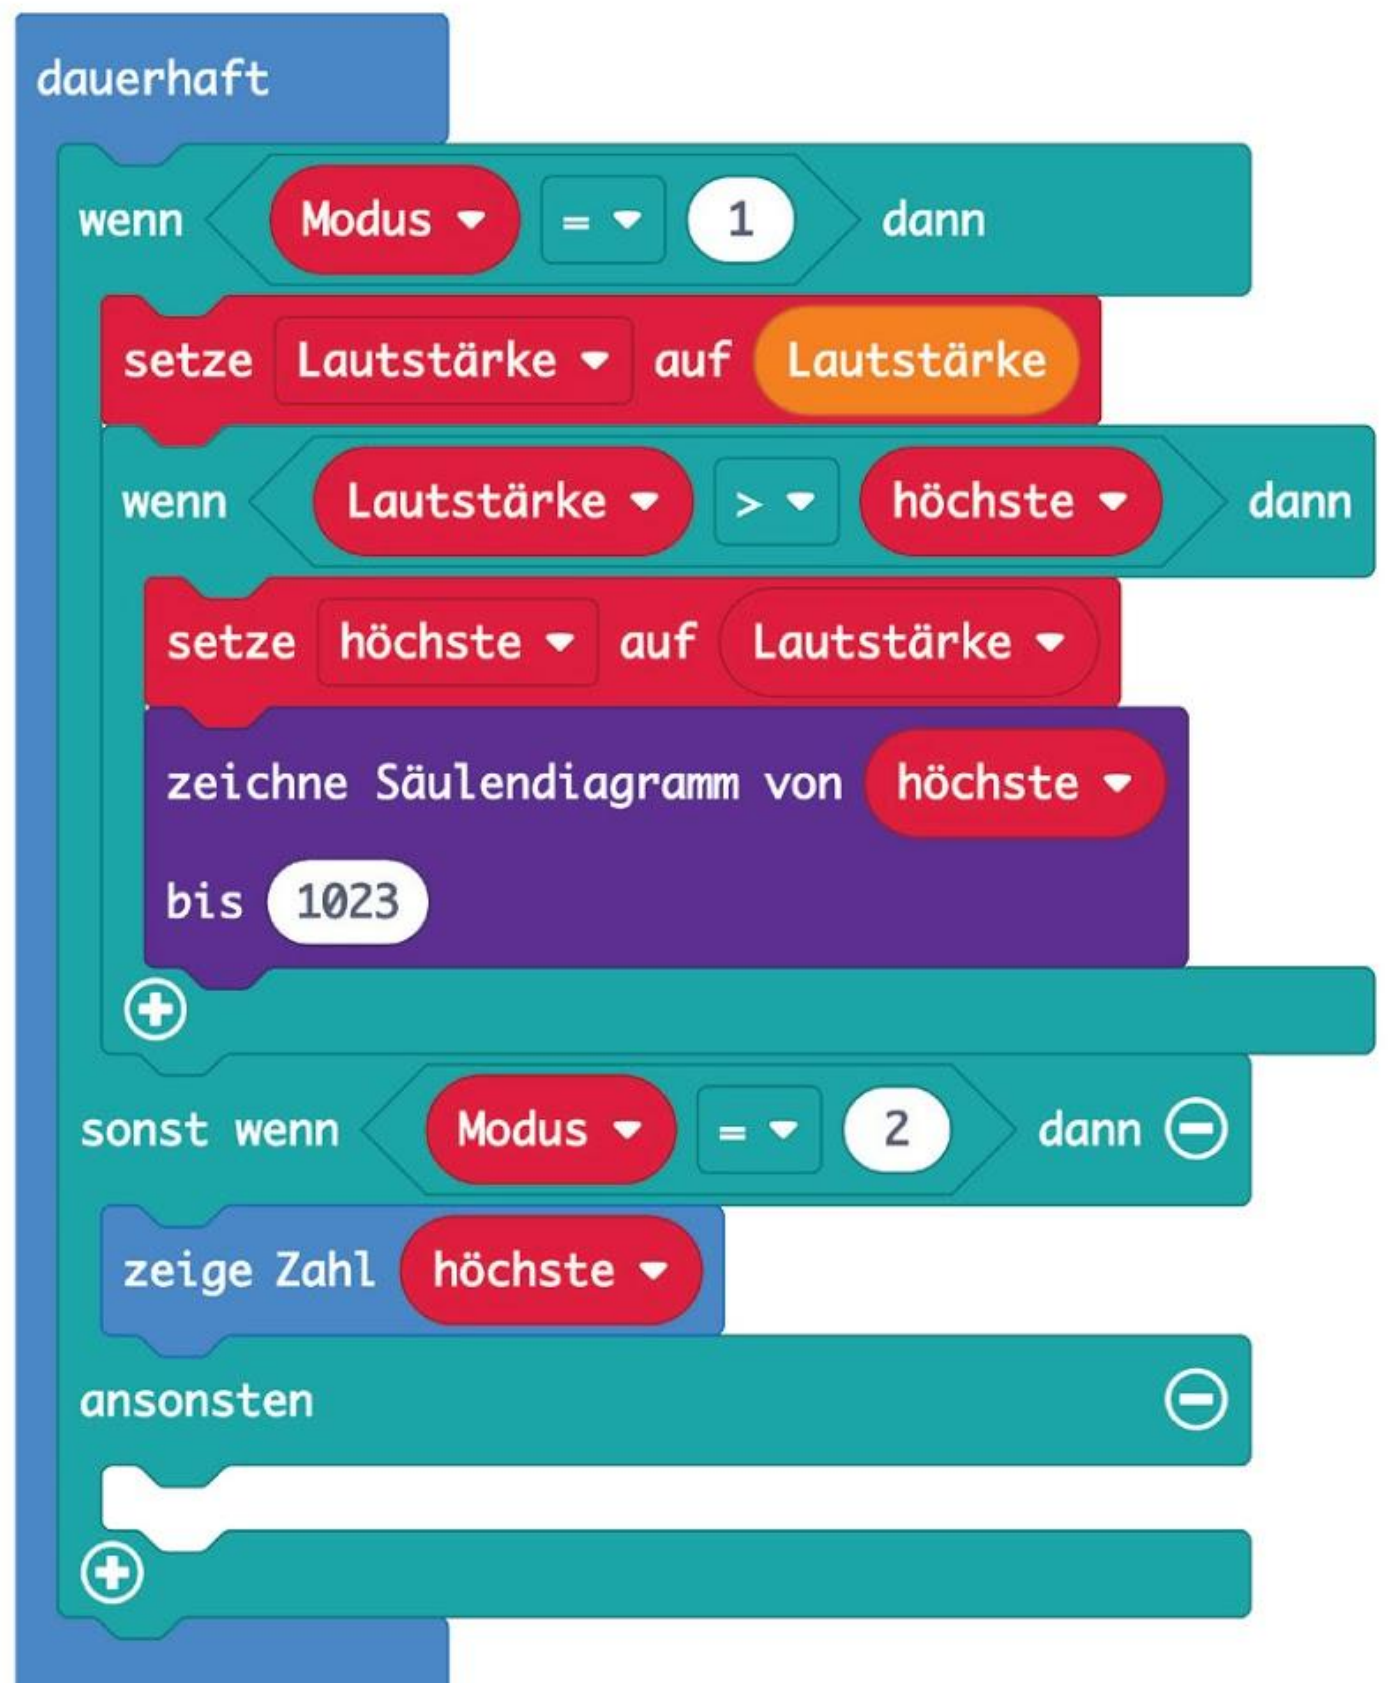 dauerhaft
wenn Modus = 1 dann
setze Lautstärke auf Lautstärke
wenn Lautstärke > höchste dann
setze höchste auf Lautstärke
zeichne Säulendiagramm von höchste
bis 1023
sonst wenn Modus = 2 dann
zeige Zahl höchste
ansonsten